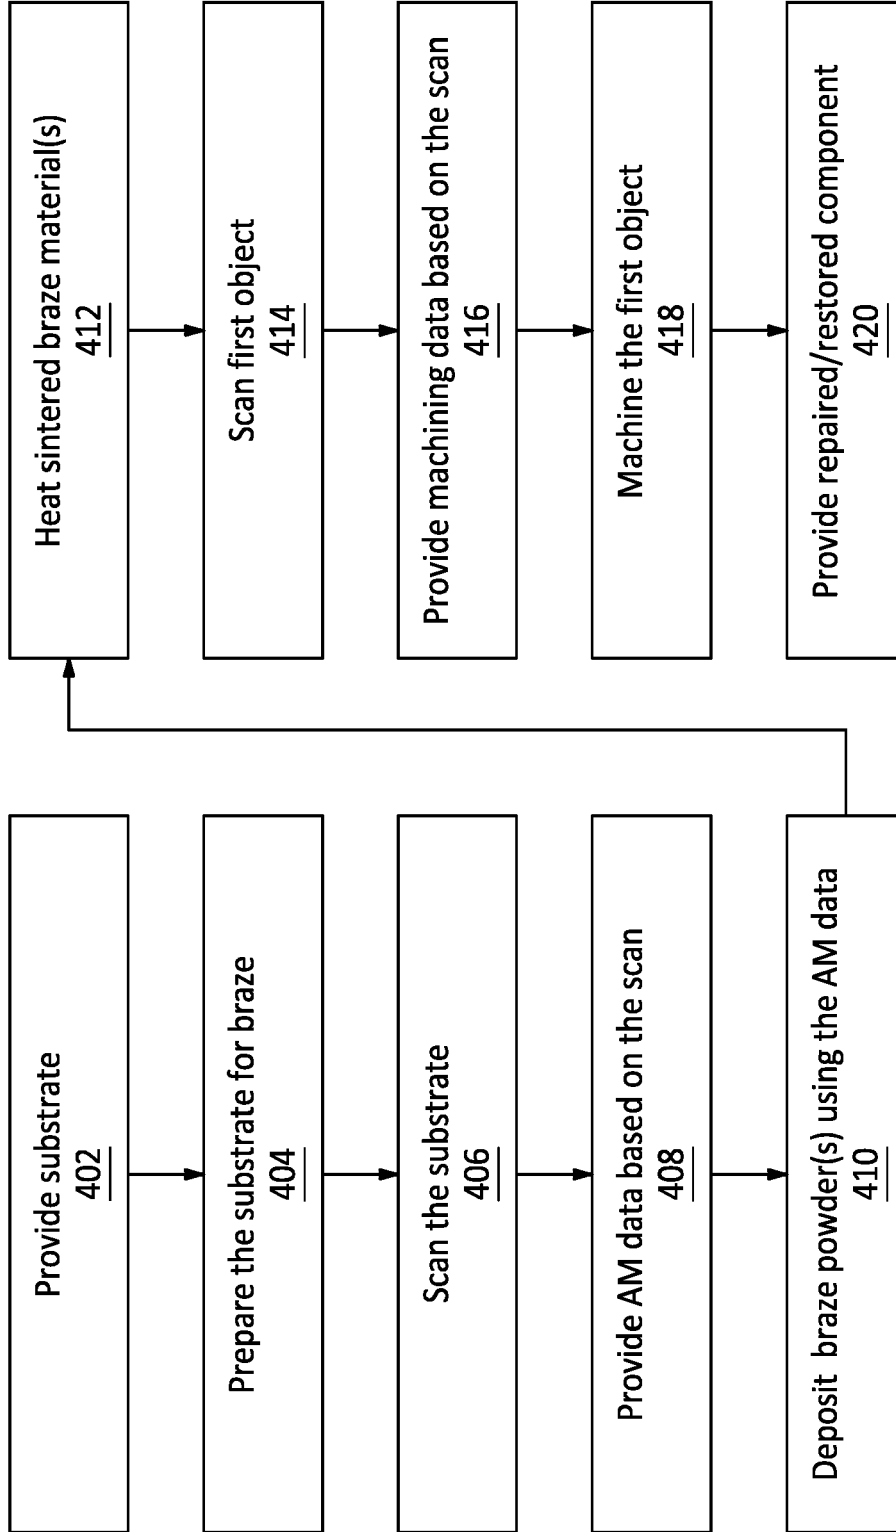 Provide substrate
402
Prepare the substrate for braze
404
Scan the substrate
406
Provide AM data based on the scan
408
Deposit braze powder(s) using the AM data
410
Heat sintered braze material(s)
412
Scan first object
414
Provide machining data based on the scan
416
Machine the first object
418
Provide repaired/restored component
420